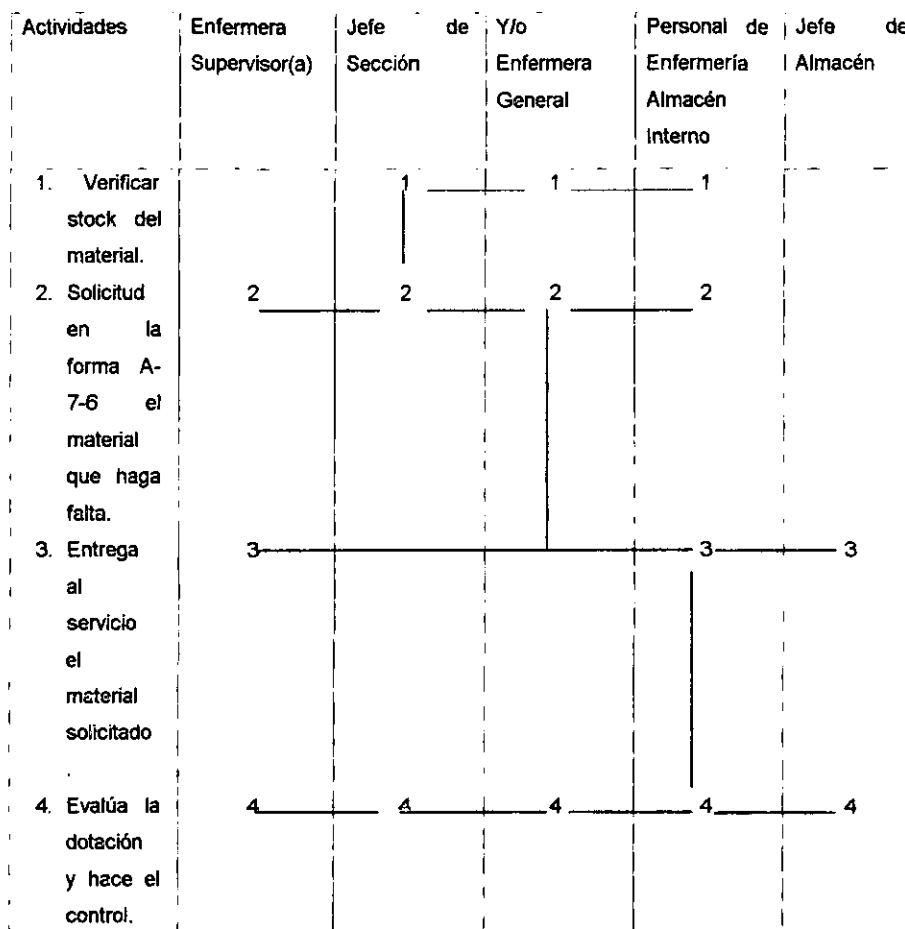 Actividades Enfermera Jefe de Y/o Personal de Jefe de
Supervisor(a) Sección Enfermera Enfermería Almacén
General Almacén
Interno
1. Verificar 1 1 1
stock del
material.
2. Solicitud 2 2 2 2
en la
forma A-
7-6 el
material
que haga
falta.
3. Entrega 3 3 3
al
servicio
el
material
solicitado
.
4. Evalúa la 4 4 4 4 4
dotación
y hace el
control.